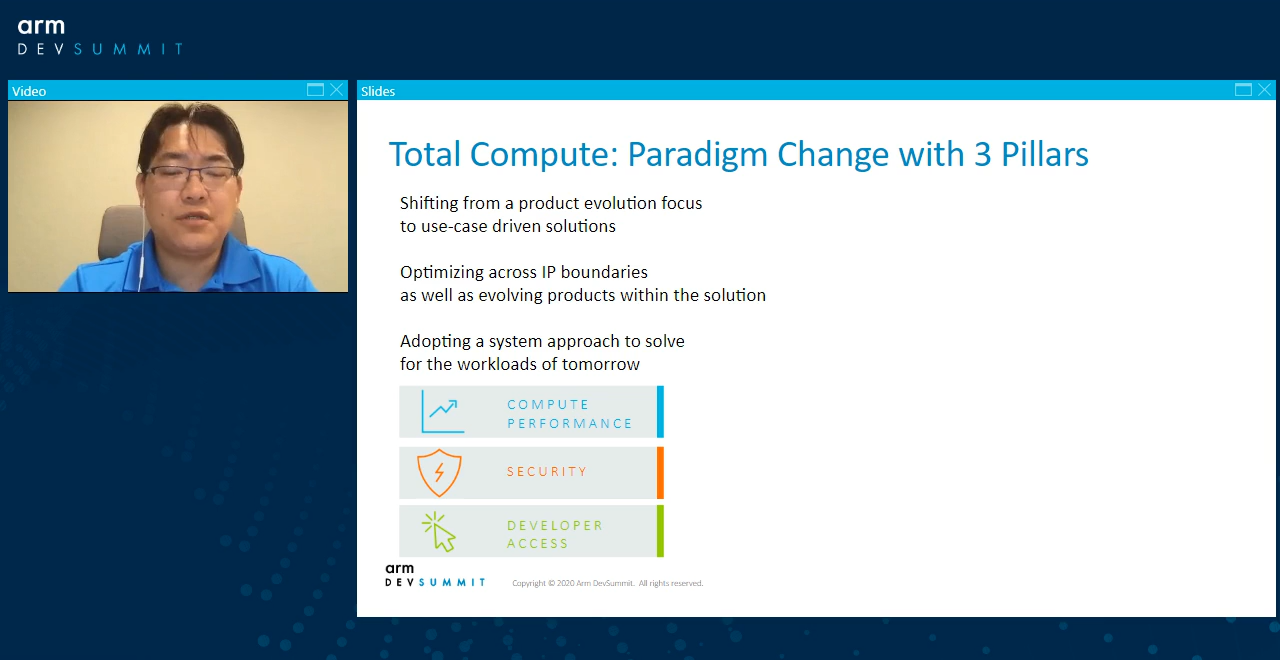 arm
DEVSUMMIT
Video
Slides
Total Compute: Paradigm Change with 3 Pillars
Shifting from a product evolution focus
to use-case driven solutions
Optimizing across IP boundaries
as well as evolving products within the solution
Adopting a system approach to solve
for the workloads of tomorrow
COMPUTE
PERFORMANCE
SECURITY
DEVELOPER
ACCESS
arm
DEVSUMMIT
Copyright © 2020 Arm DevSummit. All rights reserved.